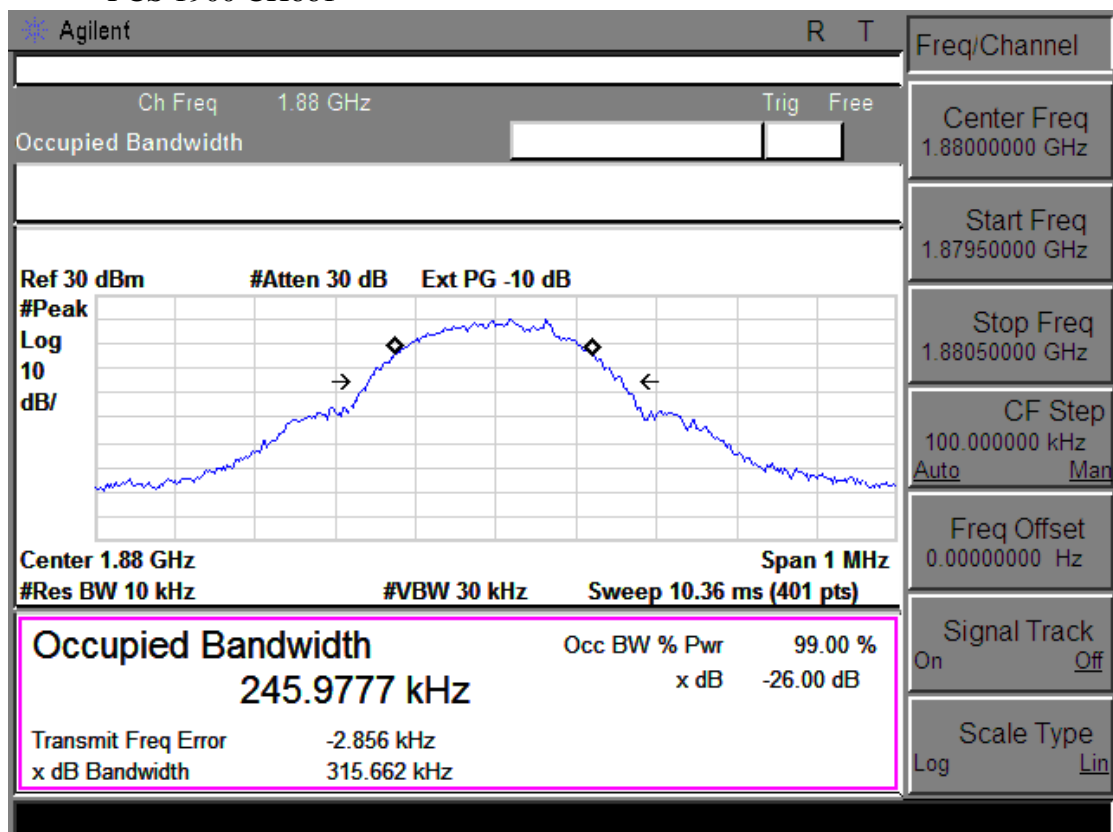 Agilent R T
Freq/Channel
Ch Freq 1.88 GHz Trig Free
Occupied Bandwidth
Center Freq
1.88000000 GHz
Start Freq
1.87950000 GHz
Ref 30 dBm #Atten 30 dB Ext PG -10 dB
#Peak
Log
10
dB/
Stop Freq
1.88050000 GHz
CF Step
100.000000 kHz
Auto Man
Center 1.88 GHz Span 1 MHz
#Res BW 10 kHz #VBW 30 kHz Sweep 10.36 ms (401 pts)
Freq Offset
0.00000000 Hz
Occupied Bandwidth Occ BW % Pwr 99.00 %
245.9777 kHz x dB -26.00 dB
Transmit Freq Error -2.856 kHz
x dB Bandwidth 315.662 kHz
Signal Track
On Off
Scale Type
Log Lin